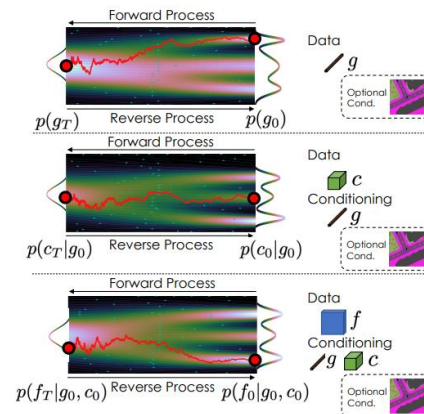 Forward Process
Data
g
Optional
Cond.
p(g_T)
Reverse Process
p(g_0)
Forward Process
Data
c
Conditioning
g
Reverse Process
p(c_T|g_0)
p(c_0|g_0)
Optional
Cond.
Forward Process
Data
f
Conditioning
g c
p(f_T|g_0, c_0)
Reverse Process
p(f_0|g_0, c_0)
Optional
Cond.